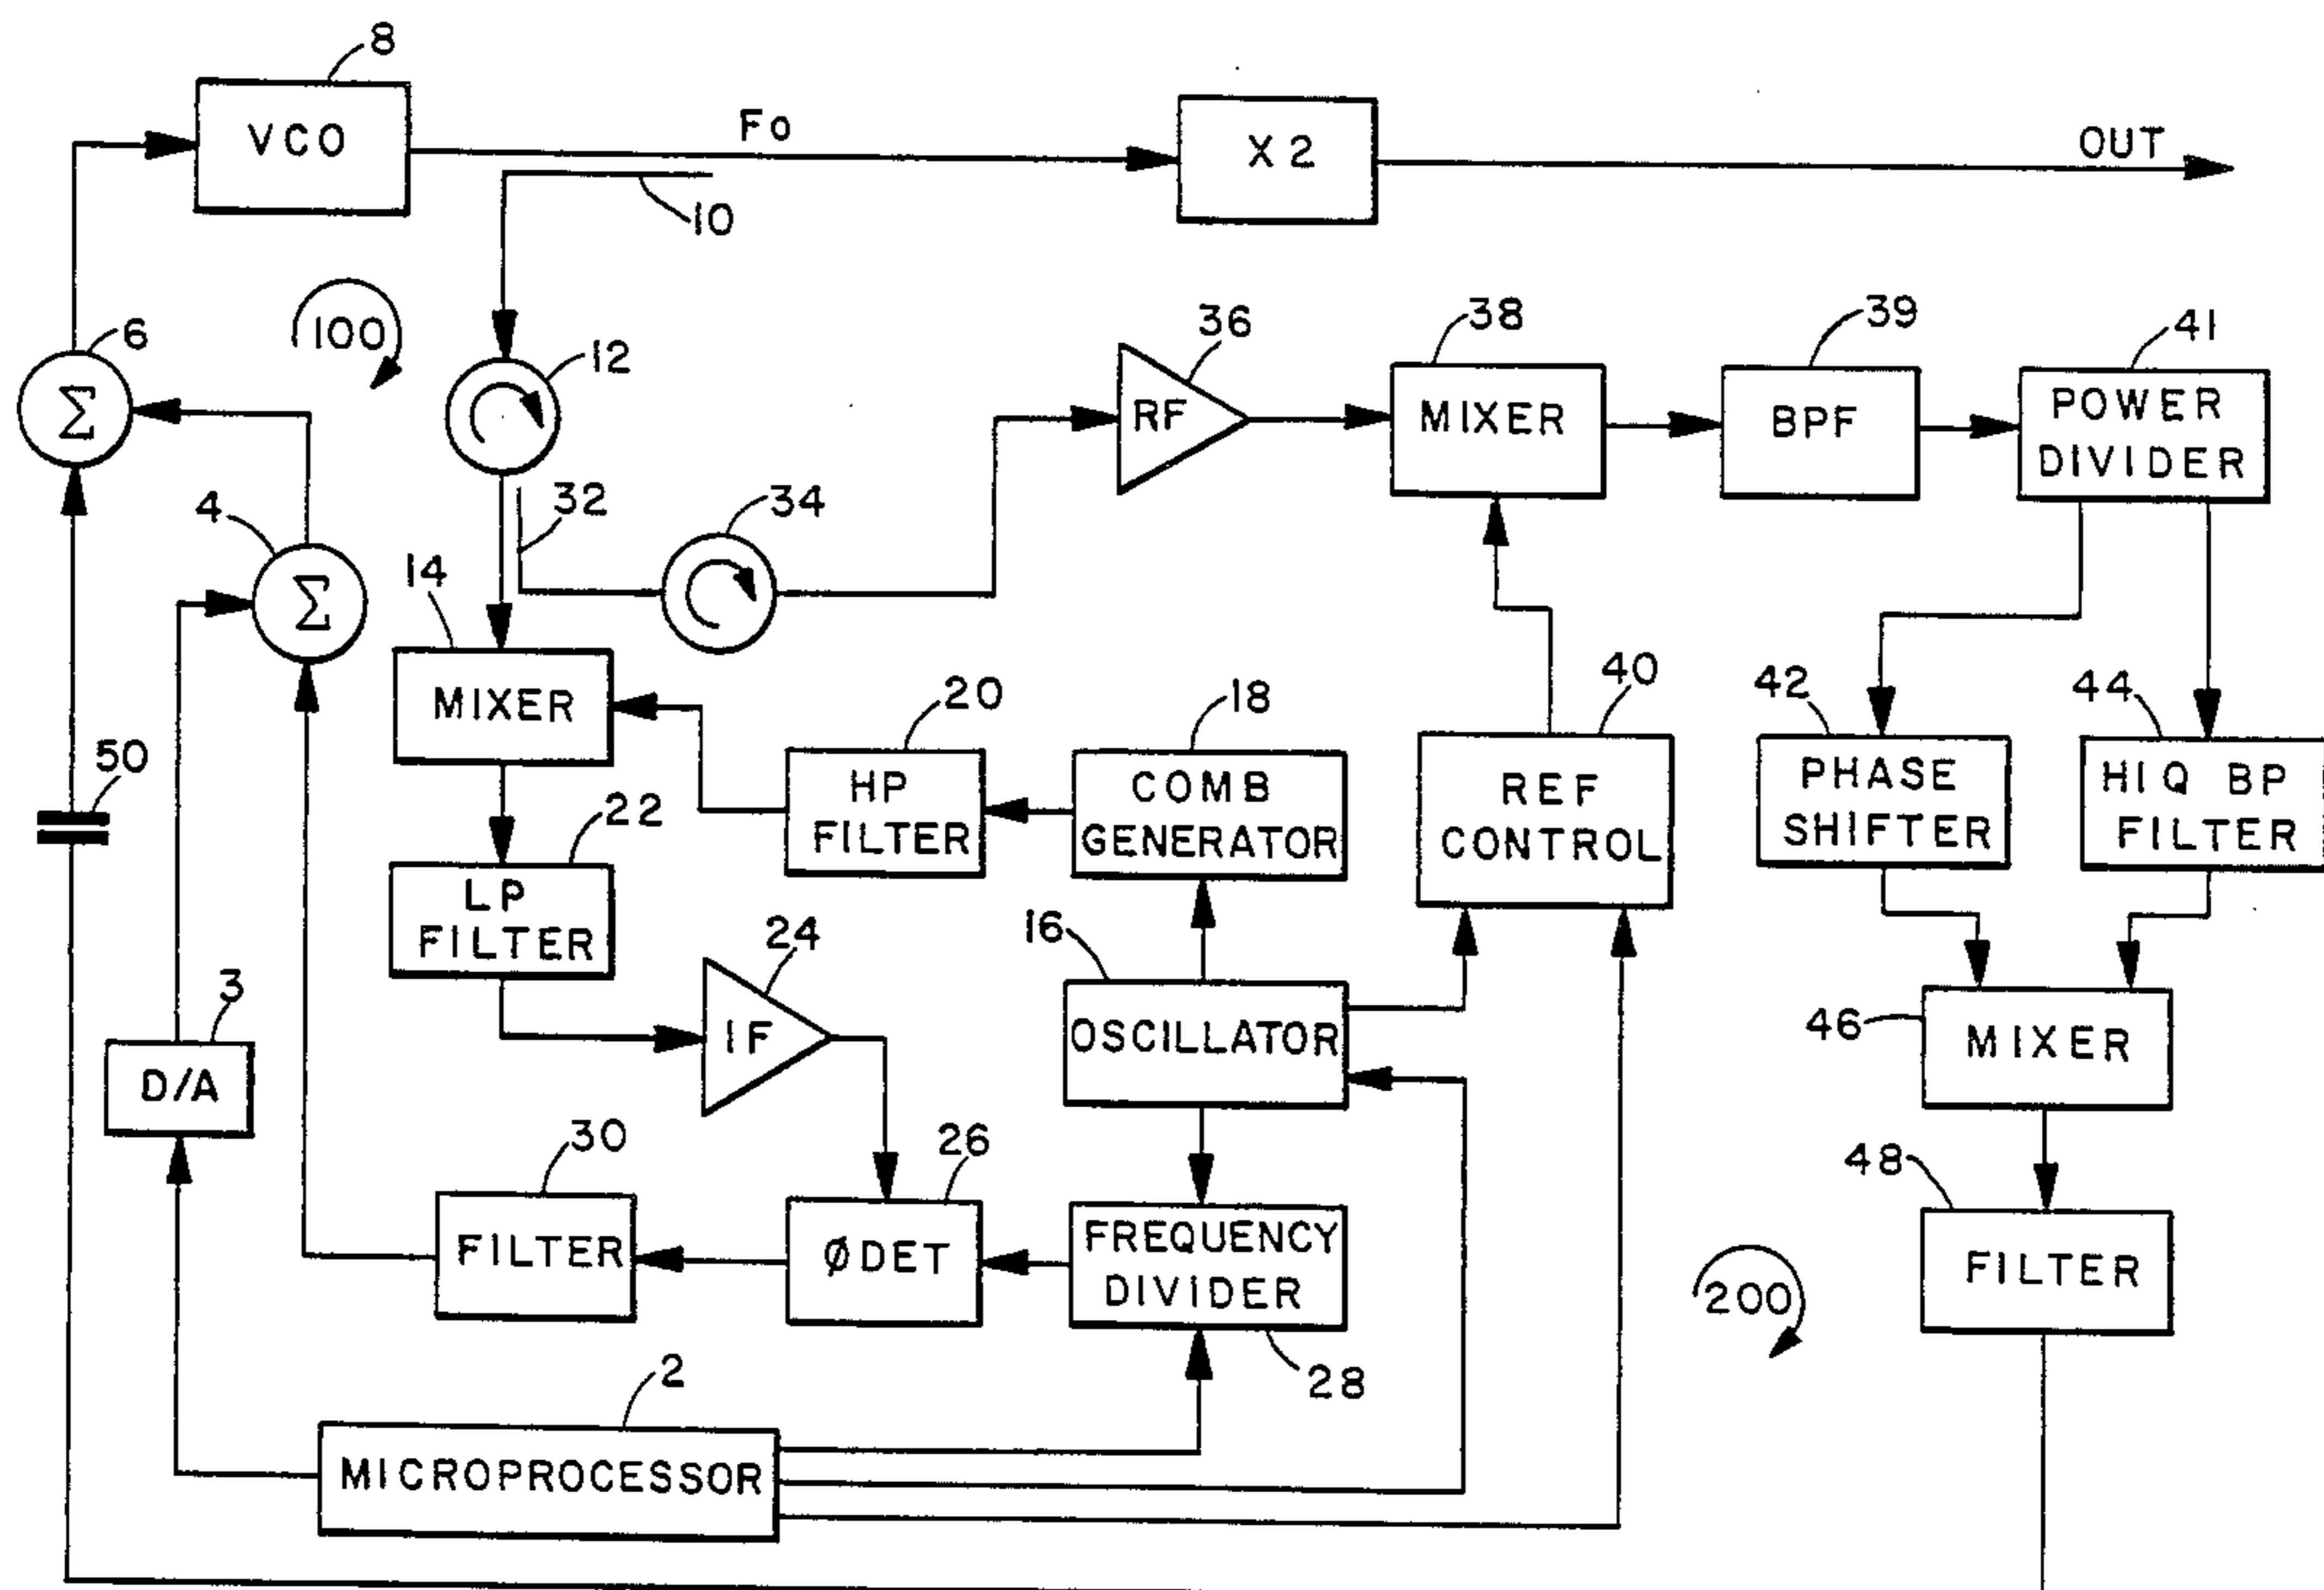 8
VCO
Fo
X2
OUT
10
6
Σ
100
12
36
RF
38
MIXER
39
BPF
41
POWER
DIVIDER
4
Σ
32
34
14
MIXER
20
HP
FILTER
18
COMB
GENERATOR
40
REF
CONTROL
42
PHASE
SHIFTER
44
HI Q BP
FILTER
50
22
LP
FILTER
24
IF
16
OSCILLATOR
46
MIXER
3
D/A
30
FILTER
26
ØDET
FREQUENCY
DIVIDER
28
48
FILTER
200
2
MICROPROCESSOR